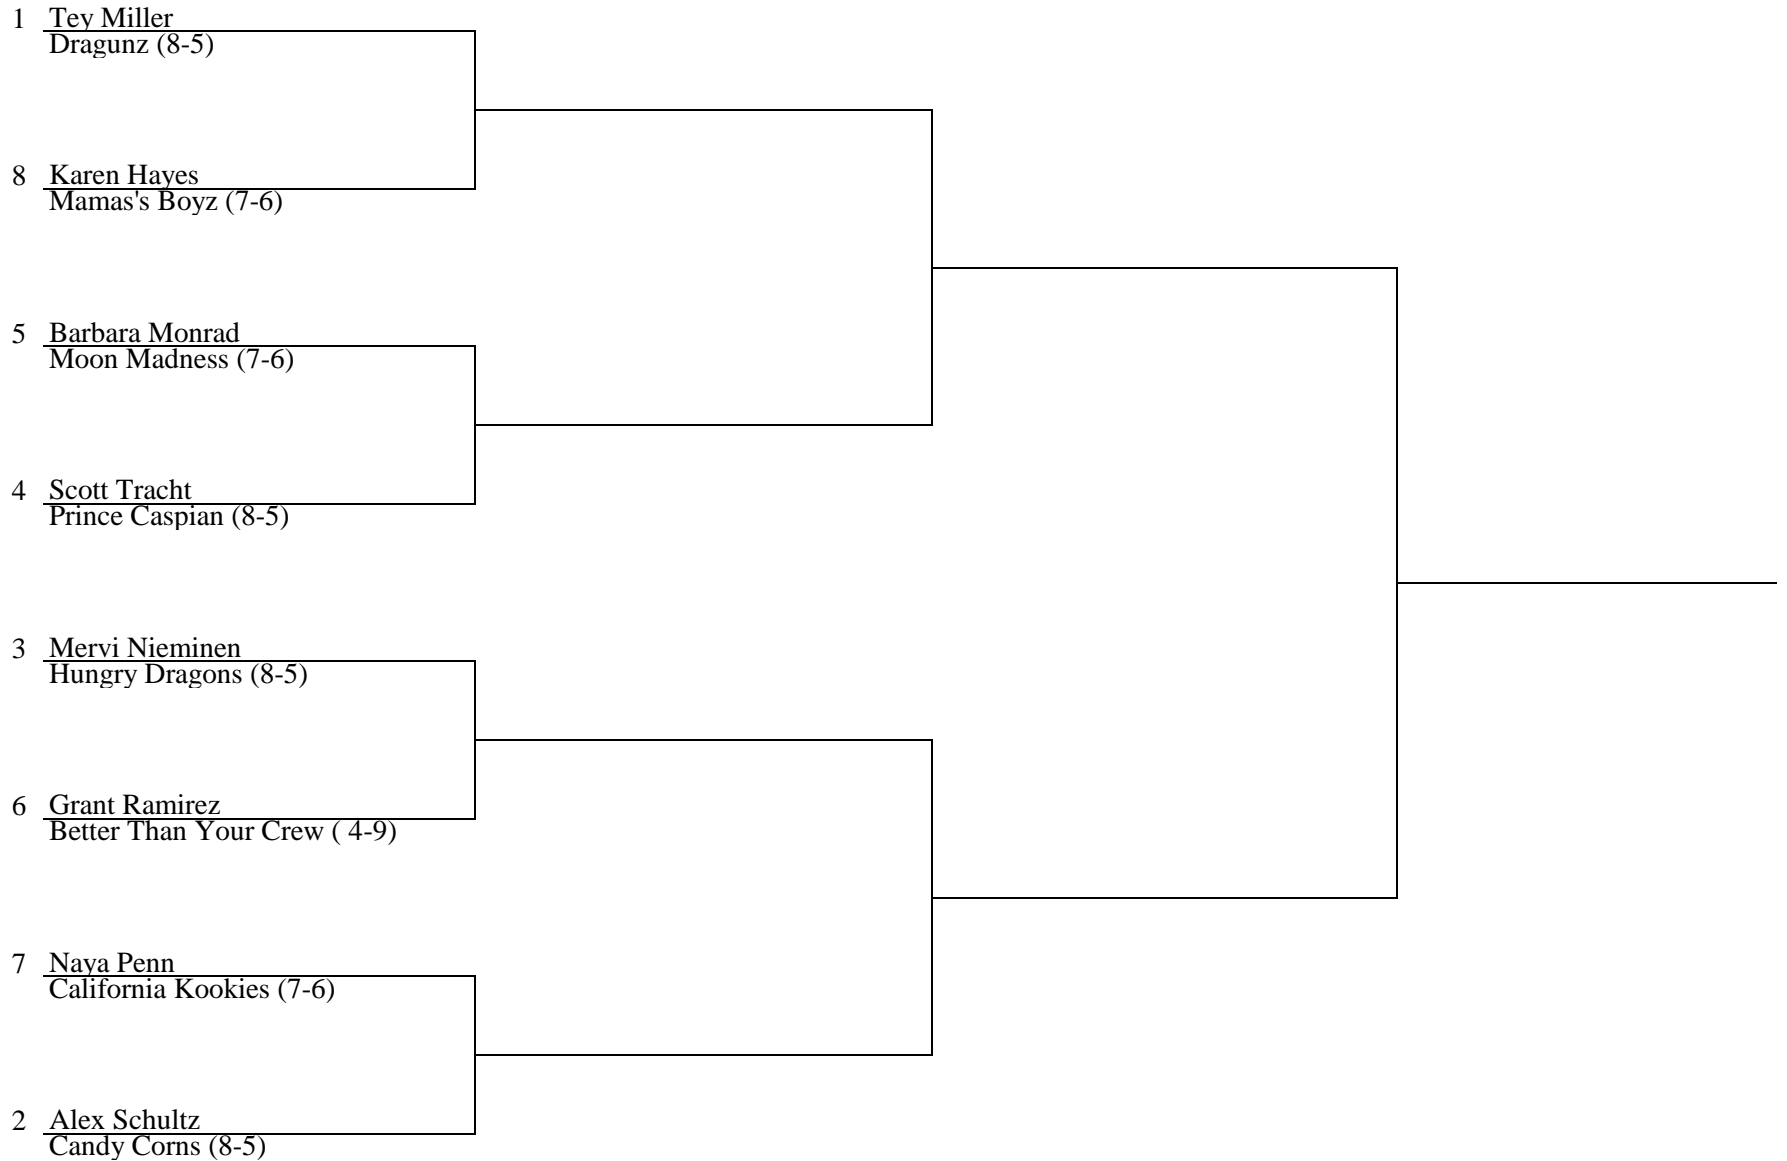 1 Tey Miller
Dragunz (8-5)
8 Karen Hayes
Mamas's Boyz (7-6)
5 Barbara Monrad
Moon Madness (7-6)
4 Scott Tracht
Prince Caspian (8-5)
3 Mervi Nieminen
Hungry Dragons (8-5)
6 Grant Ramirez
Better Than Your Crew ( 4-9)
7 Naya Penn
California Kookies (7-6)
2 Alex Schultz
Candy Corns (8-5)